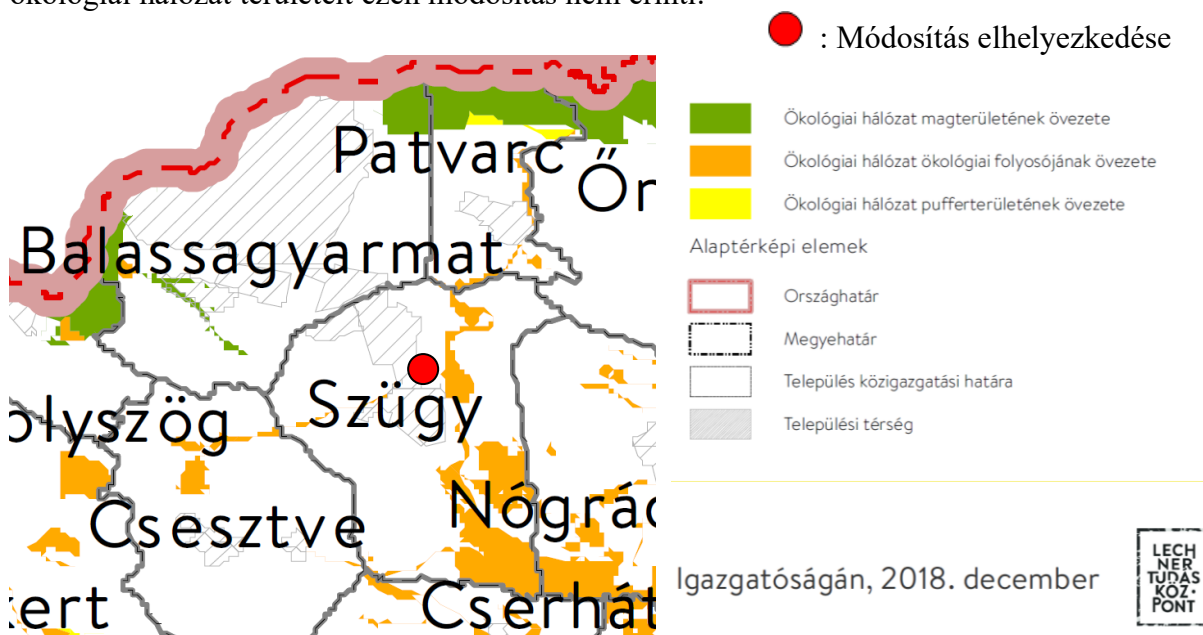 ökológiai hálózat területeit ezen módosítás nem érinti.
: Módosítás elhelyezkedése
Patvarc
Őr
Balassagyarmat
Szügy
olyszög
Nógrád
Csesztve
Cserhát
kert
Ökológiai hálózat magterületének övezete
Ökológiai hálózat ökológiai folyosójának övezete
Ökológiai hálózat pufferterületének övezete
Alaptérképi elemek
Országhatár
Megyehatár
Település közigazgatási határa
Települési térség
Igazgatóságán, 2018. december
LECH
NER
TUDÁS
KÖZ·
PONT